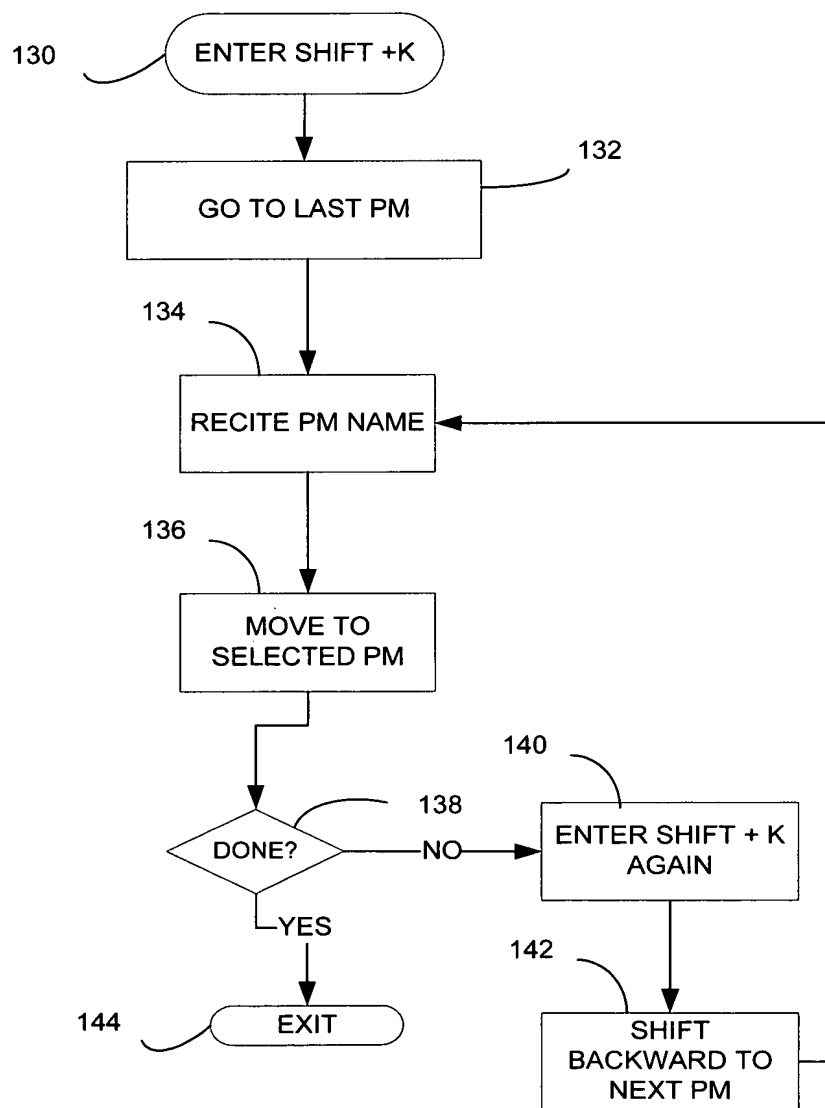 130
ENTER SHIFT +K
132
GO TO LAST PM
134
RECITE PM NAME
136
MOVE TO
SELECTED PM
138
DONE?
NO
140
ENTER SHIFT + K
AGAIN
YES
142
SHIFT
BACKWARD TO
NEXT PM
144
EXIT